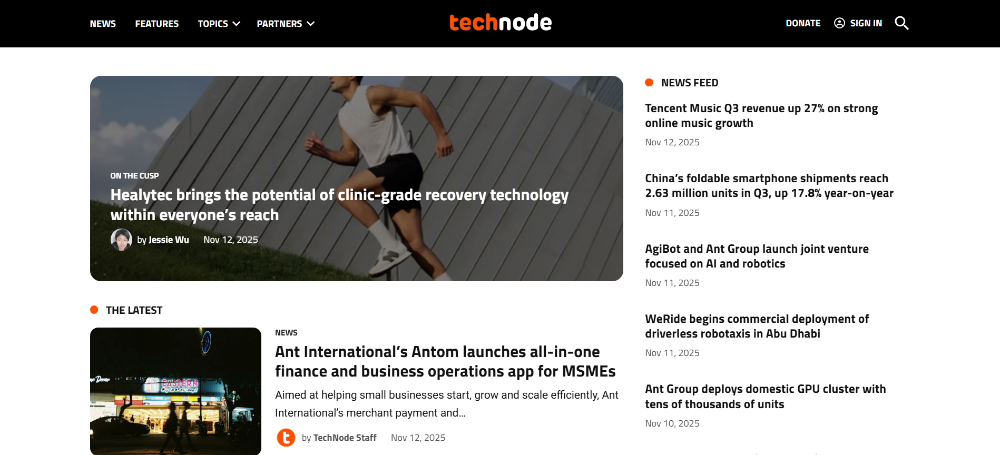 NEWS
FEATURES
TOPICS
PARTNERS
technode
DONATE
SIGN IN
ON THE CUSP
Healytec brings the potential of clinic-grade recovery technology
within everyone’s reach
by Jessie Wu
Nov 12, 2025
THE LATEST
EASTERN
NEWS
Ant International’s Antom launches all-in-one
finance and business operations app for MSMEs
Aimed at helping small businesses start, grow and scale efficiently, Ant
International’s merchant payment and…
by TechNode Staff
Nov 12, 2025
NEWS FEED
Tencent Music Q3 revenue up 27% on strong
online music growth
Nov 12, 2025
China’s foldable smartphone shipments reach
2.63 million units in Q3, up 17.8% year-on-year
Nov 11, 2025
AgiBot and Ant Group launch joint venture
focused on AI and robotics
Nov 11, 2025
WeRide begins commercial deployment of
driverless robotaxis in Abu Dhabi
Nov 11, 2025
Ant Group deploys domestic GPU cluster with
tens of thousands of units
Nov 10, 2025